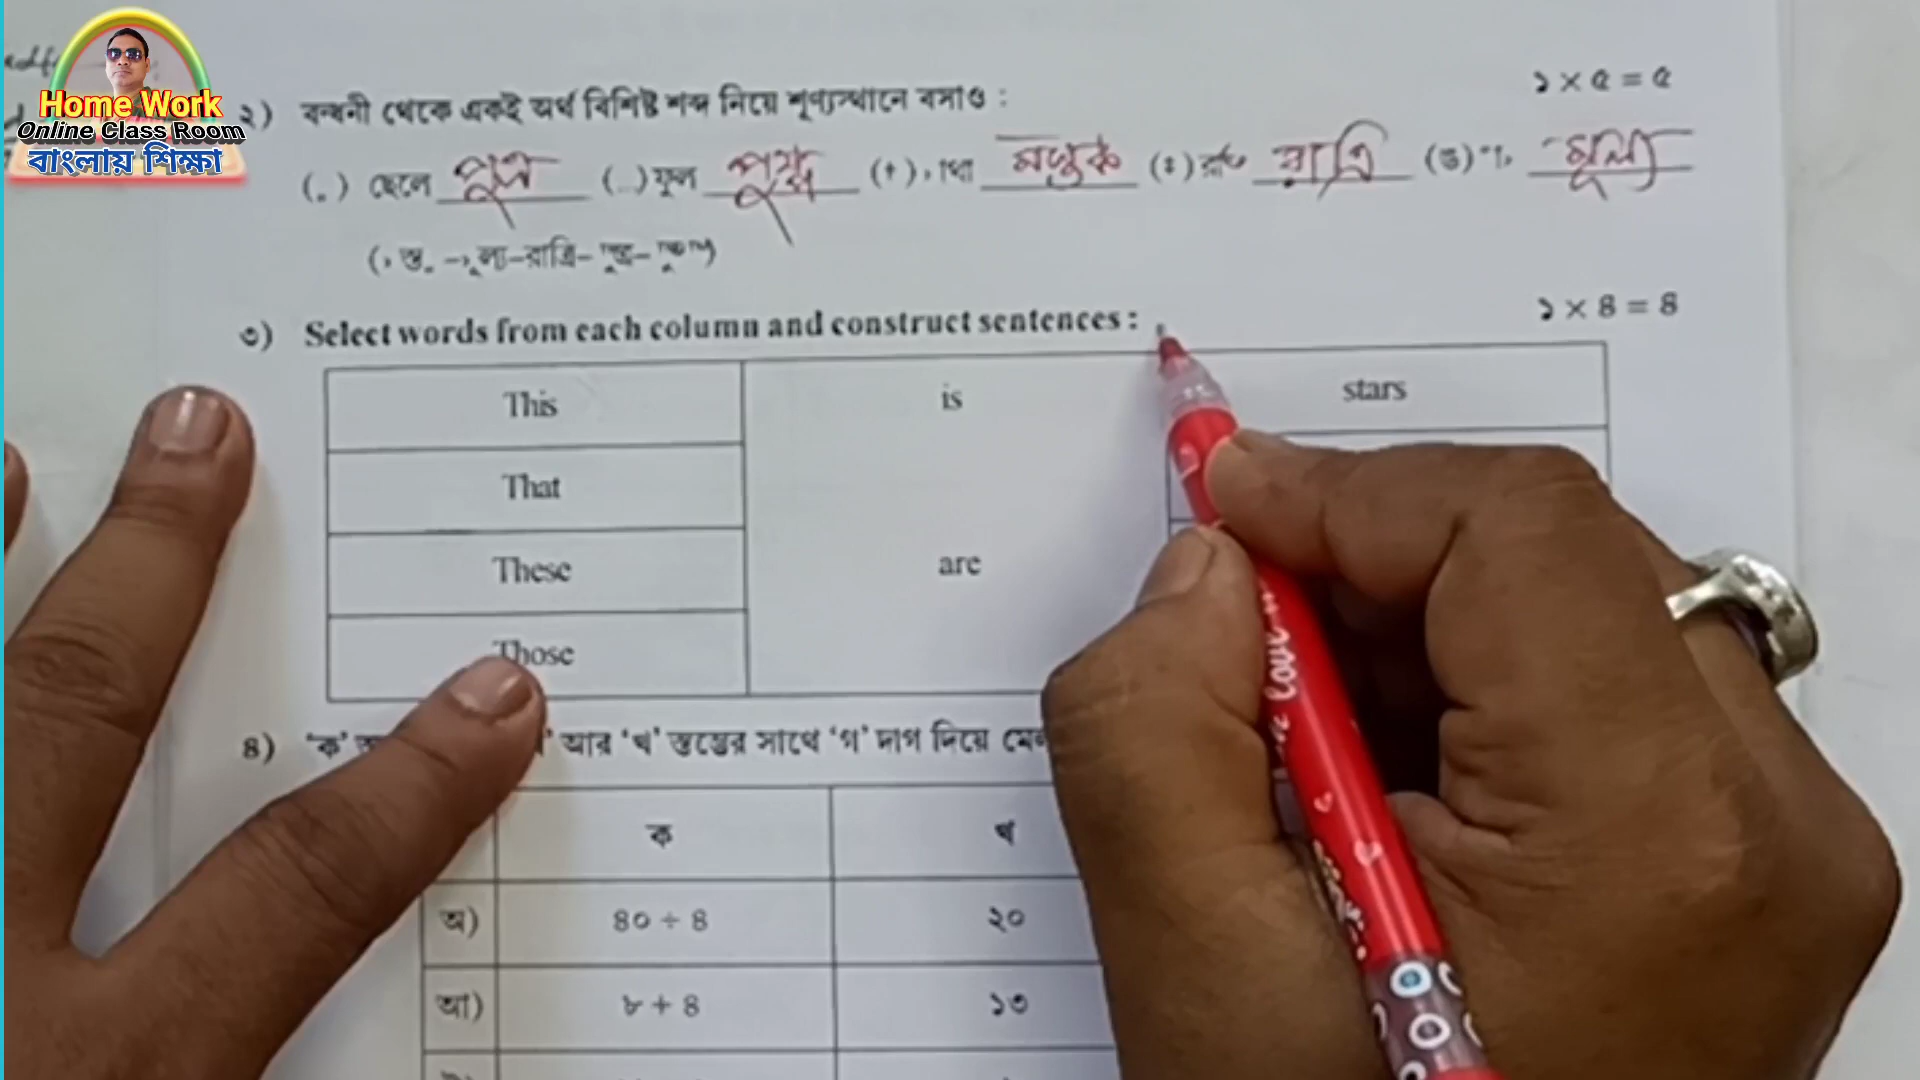 Home Work
Online Class Room
বাংলায় শিক্ষা
২) বন্ধনী থেকে একই অর্থ বিশিষ্ট শব্দ নিয়ে শূণ্যস্থানে বসাও : ১ × ৫ = ৫
ছেলে পুত্র ফুল পুষ্প মস্তক রাত্রি (ঙ) মূল্য
রাত্রি
৩) Select words from each column and construct sentences : ১ × ৪ = ৪
This is stars
That
These are
Those
৪) ‘ক’ আর ‘খ’ স্তম্ভের সাথে ‘গ’ দাগ দিয়ে
ক খ
অ) ৪০ ÷ ৪ ২০
আ) ৮ + ৪ ১৩